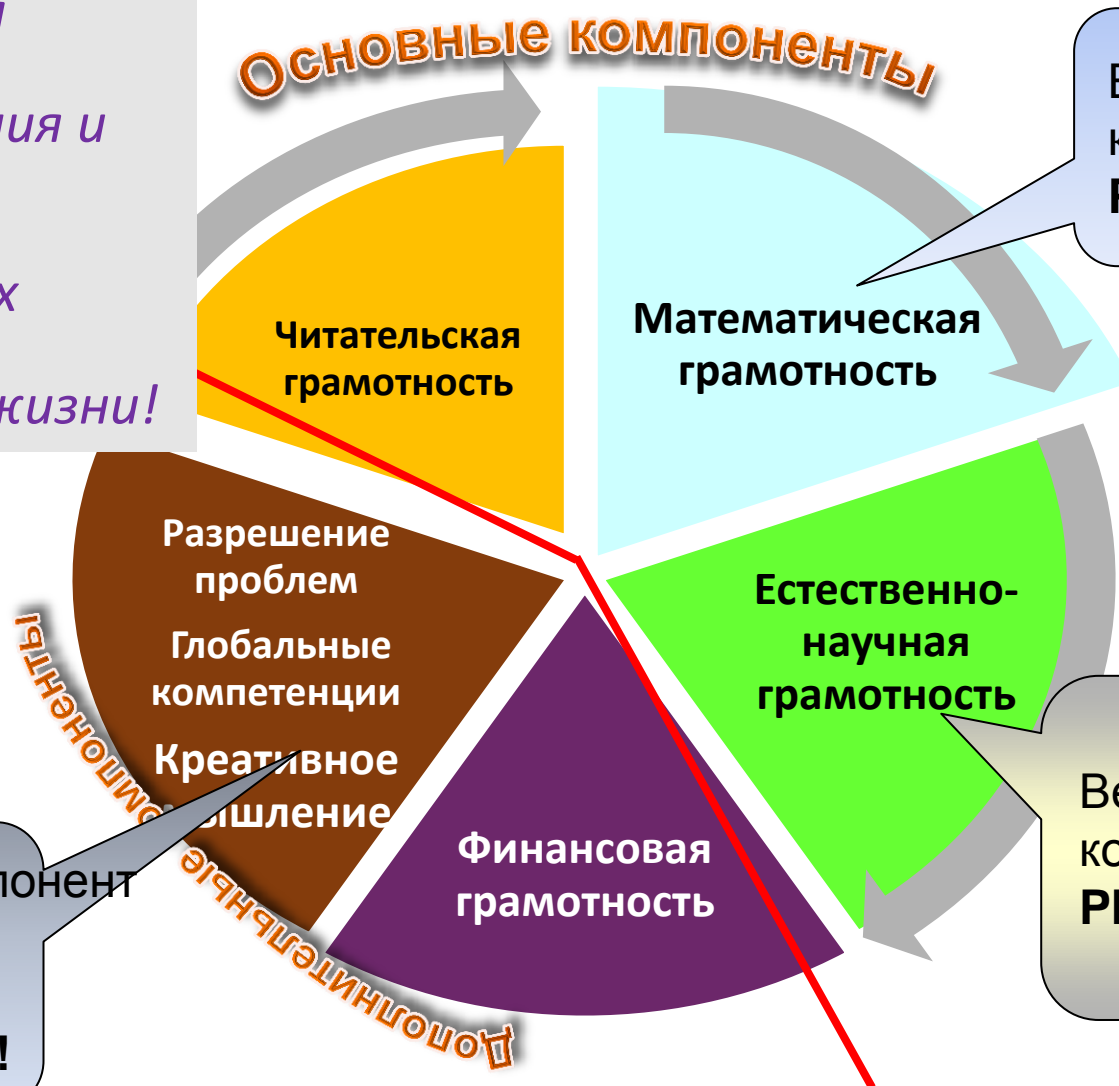 Основные компоненты
ния и
х
жизни!
Читательская
грамотность
Математическая
грамотность
Естественно-
научная
грамотность
Разрешение
проблем
Глобальные
компетенции
Креативное
Финансовая
грамотность
Дополнительные компоненты
Ве
ко
понент
!